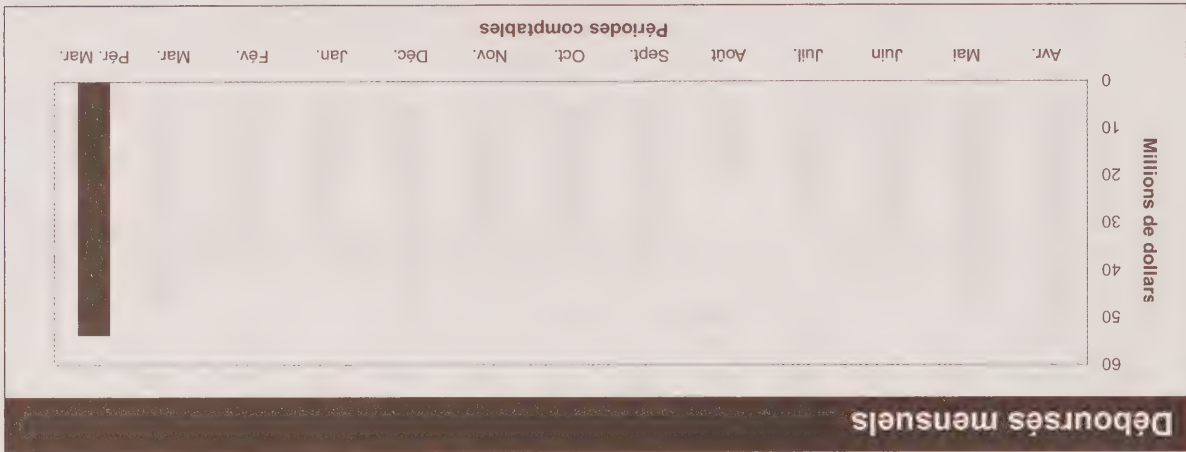 Déboursés mensuels
Millions de dollars
60
50
40
30
20
10
0
Avr. Mai Juin Juil. Août Sept. Oct. Nov. Déc. Jan. Fév. Mar. Pér. Mar.
Périodes comptables